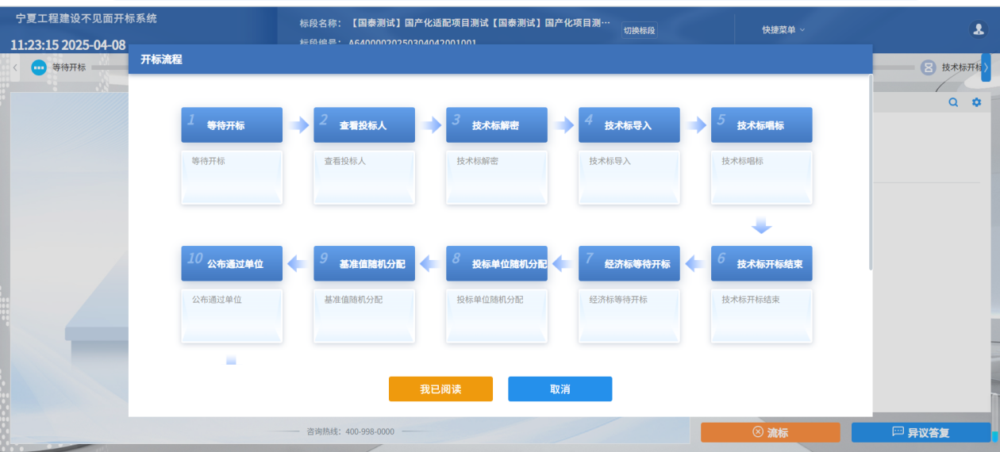 宁夏工程建设不见面开标系统
11:23:15 2025-04-08
标段名称： 【国泰测试】国产化适配项目测试【国泰测试】国产化项目测…
标段编号： A64000020250304042001001
切换标段
快捷菜单
等待开标
技术标开标
开标流程
1 等待开标
2 查看投标人
3 技术标解密
4 技术标导入
5 技术标唱标
等待开标
查看投标人
技术标解密
技术标导入
技术标唱标
10 公布通过单位
9 基准值随机分配
8 投标单位随机分配
7 经济标等待开标
6 技术标开标结束
公布通过单位
基准值随机分配
投标单位随机分配
经济标等待开标
技术标开标结束
我已阅读
取消
咨询热线：400-998-0000
流标
异议答复